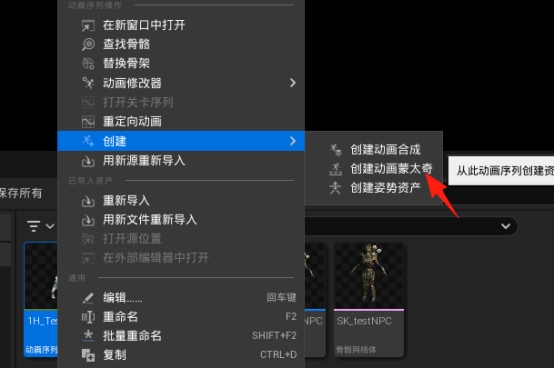 动画序列操作
在新窗口中打开
查找骨骼
替换骨架
动画修改器
打开关卡序列
重定向动画
创建
用新源重新导入
已导入资产
重新导入
用新文件重新导入
打开源位置
在外部编辑器中打开
通用
编辑...... 回车键
重命名 F2
批量重命名 SHIFT+F2
复制 CTRL+D
创建动画合成
创建动画蒙太奇
创建姿势资产
从此动画序列创建资
保存所有
1H_Tes
动画序列
tNPC
SK_testNPC
骨骼网格体